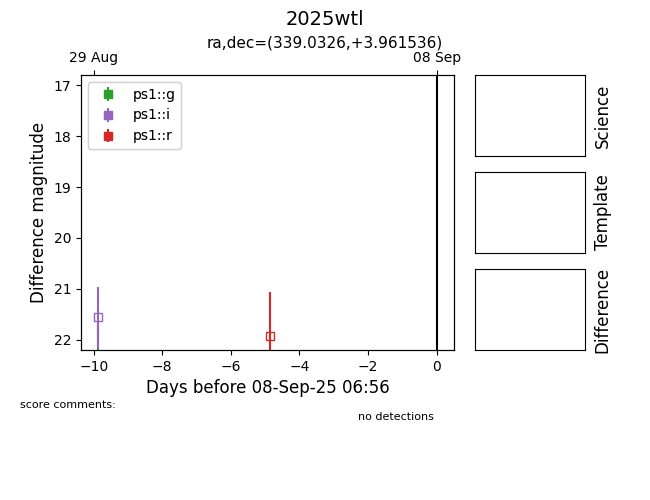 2025wtl
ra,dec=(339.0326,+3.961536)
29 Aug
08 Sep
17
18
19
20
21
22
Difference magnitude
ps1::g
ps1::i
ps1::r
−10
−8
−6
−4
−2
0
Days before 08-Sep-25 06:56
Science
Template
Difference
score comments:
no detections